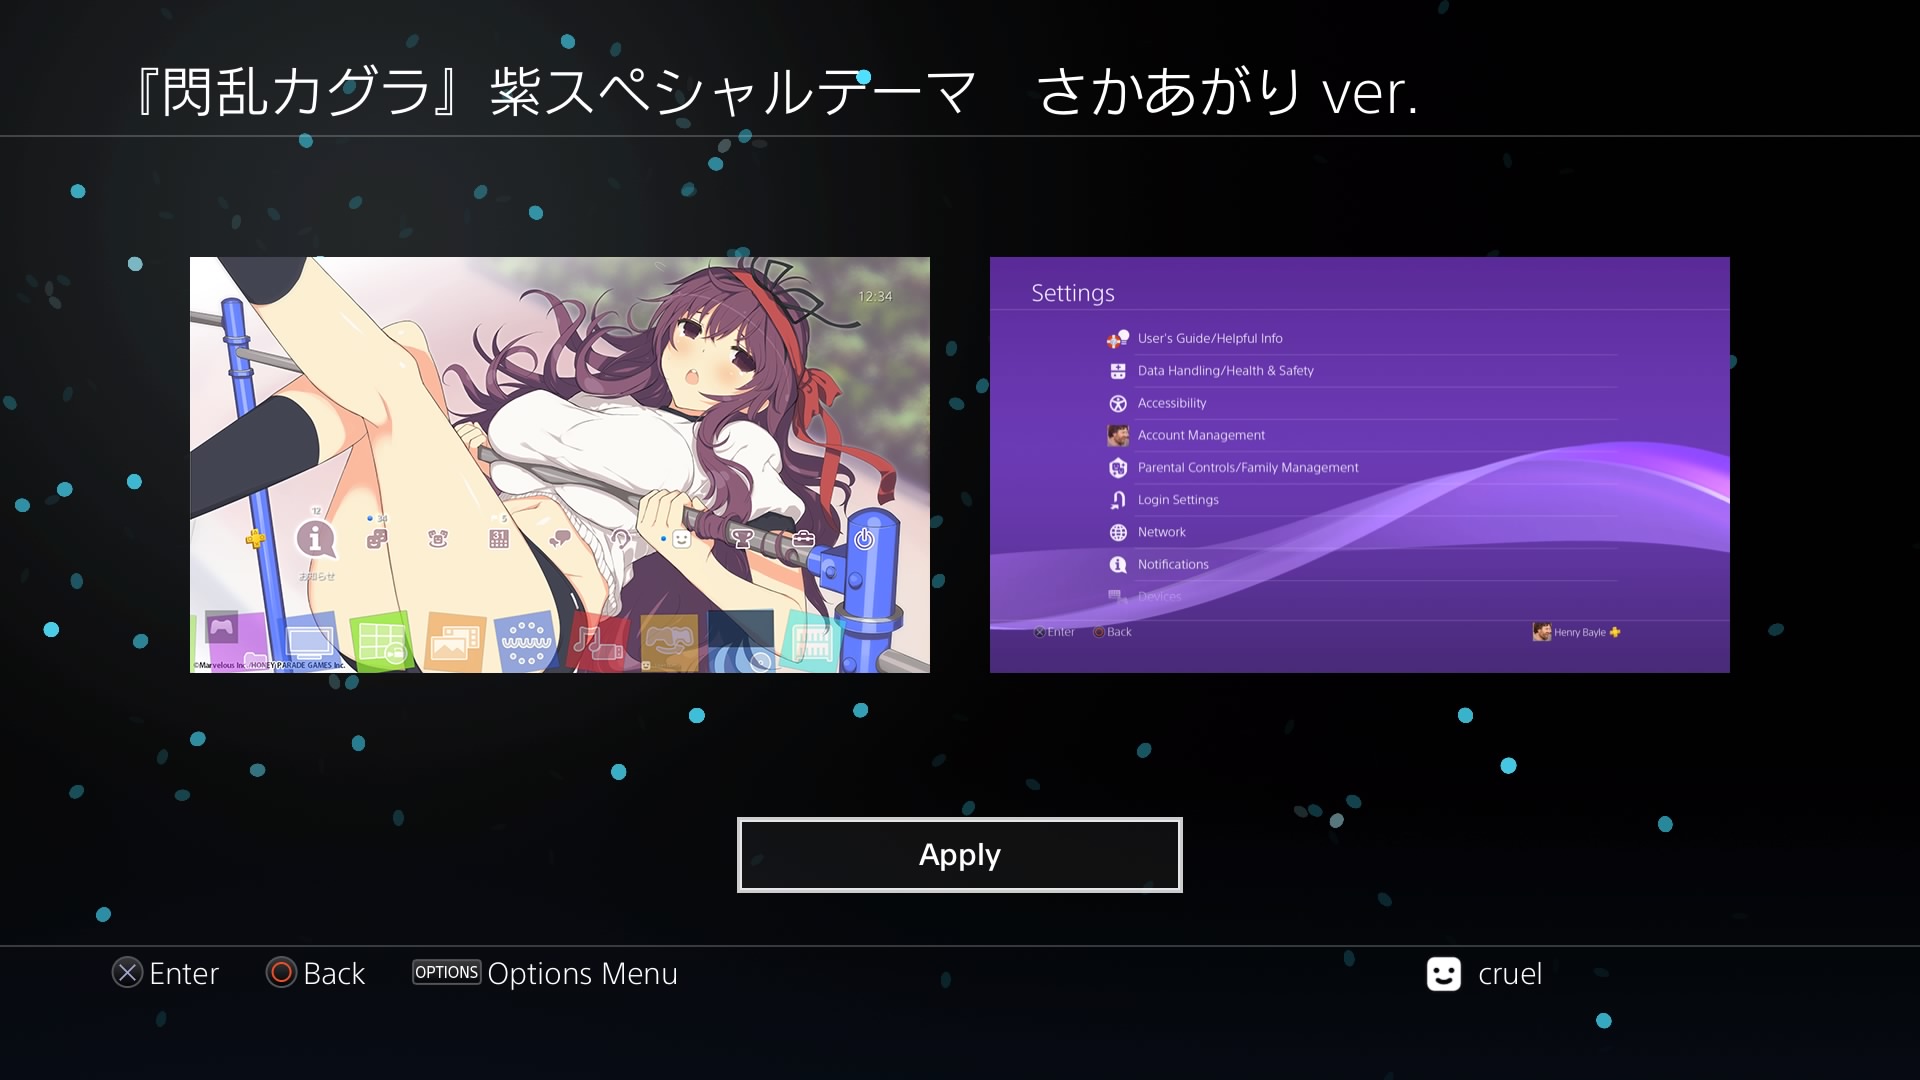 『閃乱カグラ』紫スペシャルテーマ　さかあがり ver.
12:34
12
34
5
31
お知らせ
©Marvelous Inc./HONEY PARADE GAMES Inc.
Settings
User's Guide/Helpful Info
Data Handling/Health & Safety
Accessibility
Account Management
Parental Controls/Family Management
Login Settings
Network
Notifications
Devices
Enter Back
Henry Bayle
Apply
Enter Back OPTIONS Options Menu
cruel